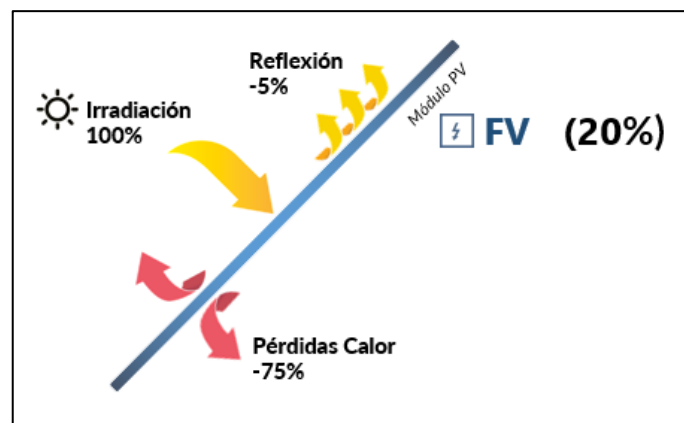 Reflexión
-5%
Irradiación
100%
Módulo PV
FV (20%)
Pérdidas Calor
-75%